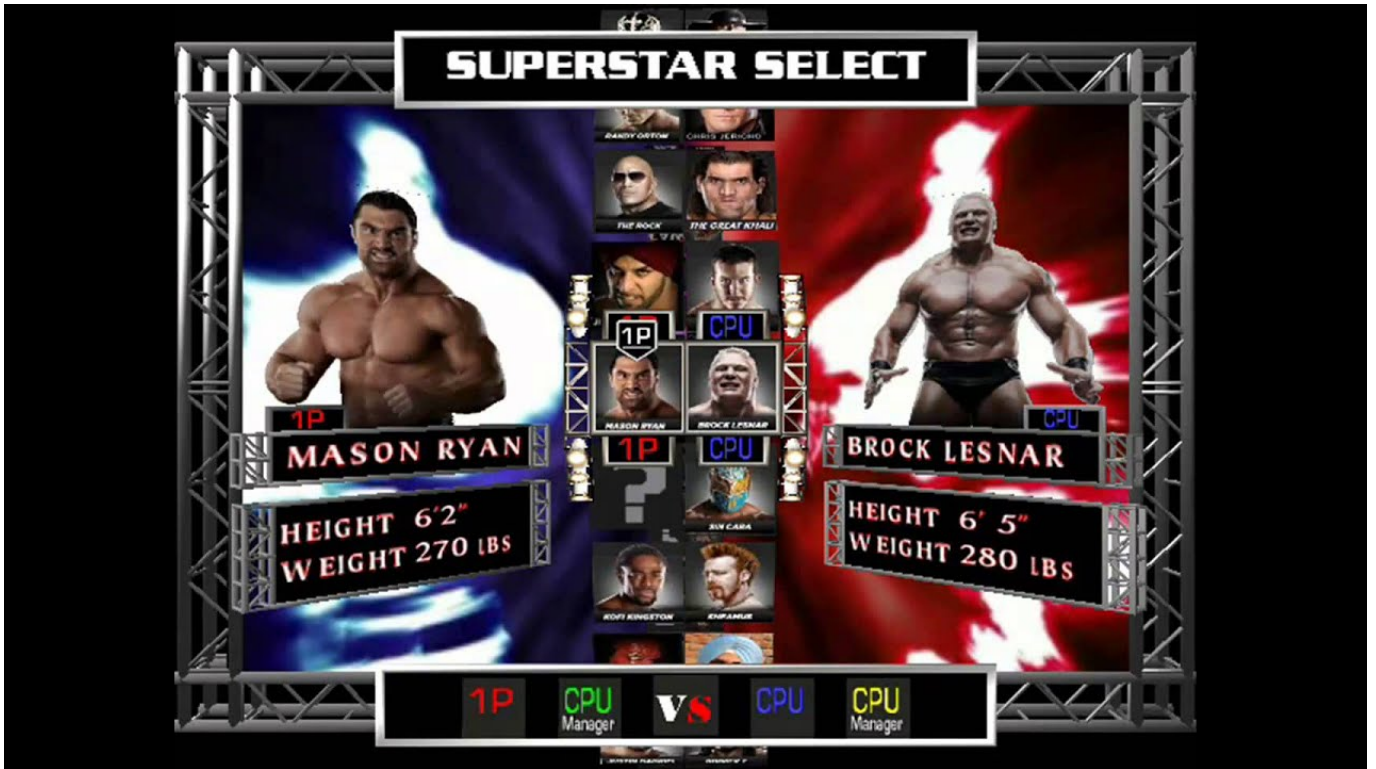 SUPERSTAR SELECT
RANDY ORTON
CHRIS JERICHO
THE ROCK
THE GREAT KHALI
CPU
1P
MASON RYAN
BROCK LESNAR
1P
CPU
1P
MASON RYAN
HEIGHT 6'2"
WEIGHT 270 LBS
CPU
BROCK LESNAR
HEIGHT 6' 5"
WEIGHT 280 LBS
?
SIN CARA
KOFI KINGSTON
SHEAMUS
1P
CPU
Manager
VS
CPU
CPU
Manager